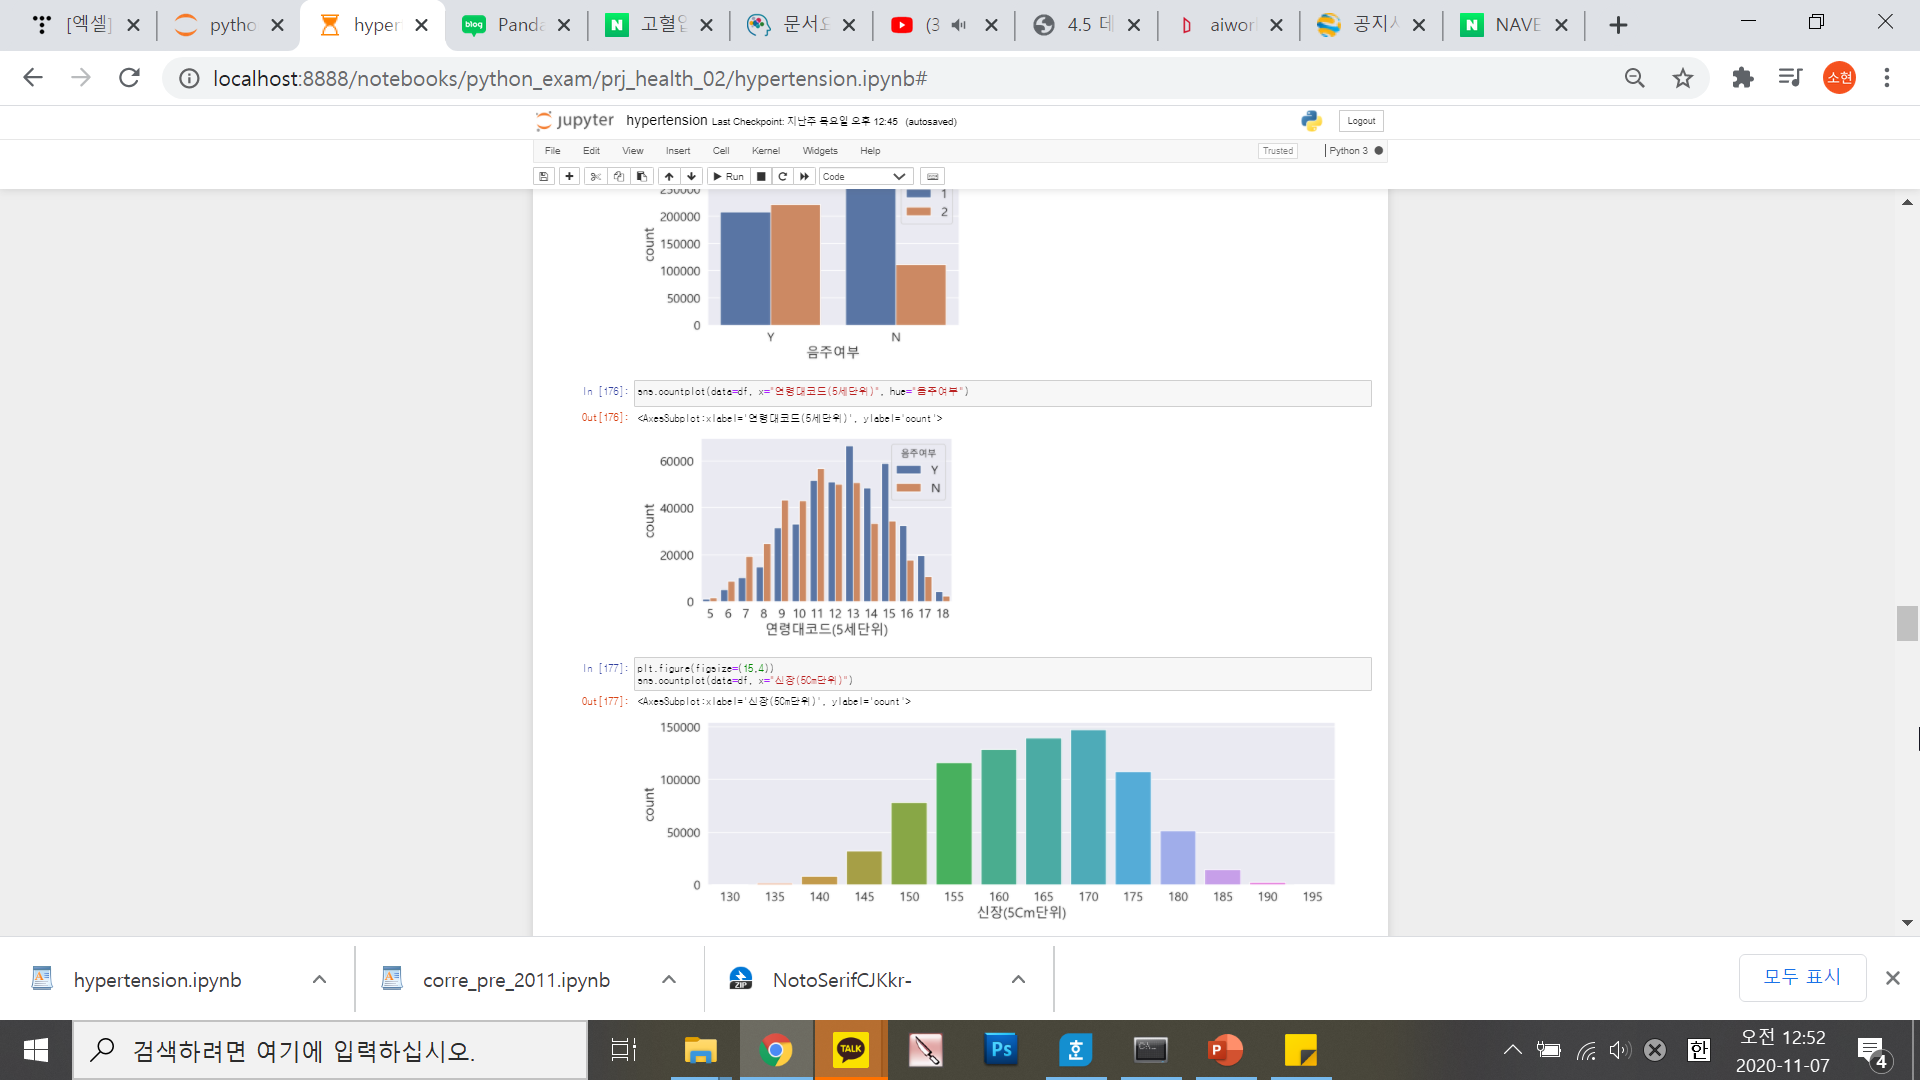 [엑셀]
pytho
hyper
Panda
고혈압
문서요
(3
4.5 데
aiwor
공지사
NAVE
localhost:8888/notebooks/python_exam/prj_health_02/hypertension.ipynb#
소현
jupyter hypertension Last Checkpoint: 지난주 목요일 오후 12:45 (autosaved)
Logout
File Edit View Insert Cell Kernel Widgets Help
Trusted Python 3
Run Code
250000
200000
150000
100000
50000
0
count
1
2
Y N
음주여부
In [176]: sns.countplot(data=df, x="연령대코드(5세단위)", hue="음주여부")
Out[176]: <AxesSubplot:xlabel='연령대코드(5세단위)', ylabel='count'>
60000
40000
20000
0
count
음주여부
Y
N
5 6 7 8 9 10 11 12 13 14 15 16 17 18
연령대코드(5세단위)
In [177]: plt.figure(figsize=(15,4))
sns.countplot(data=df, x="신장(5Cm단위)")
Out[177]: <AxesSubplot:xlabel='신장(5Cm단위)', ylabel='count'>
150000
100000
50000
0
count
130 135 140 145 150 155 160 165 170 175 180 185 190 195
신장(5Cm단위)
hypertension.ipynb
corre_pre_2011.ipynb
NotoSerifCJKkr-
모두 표시
검색하려면 여기에 입력하십시오.
TALK
Ps
한
오전 12:52
2020-11-07
4